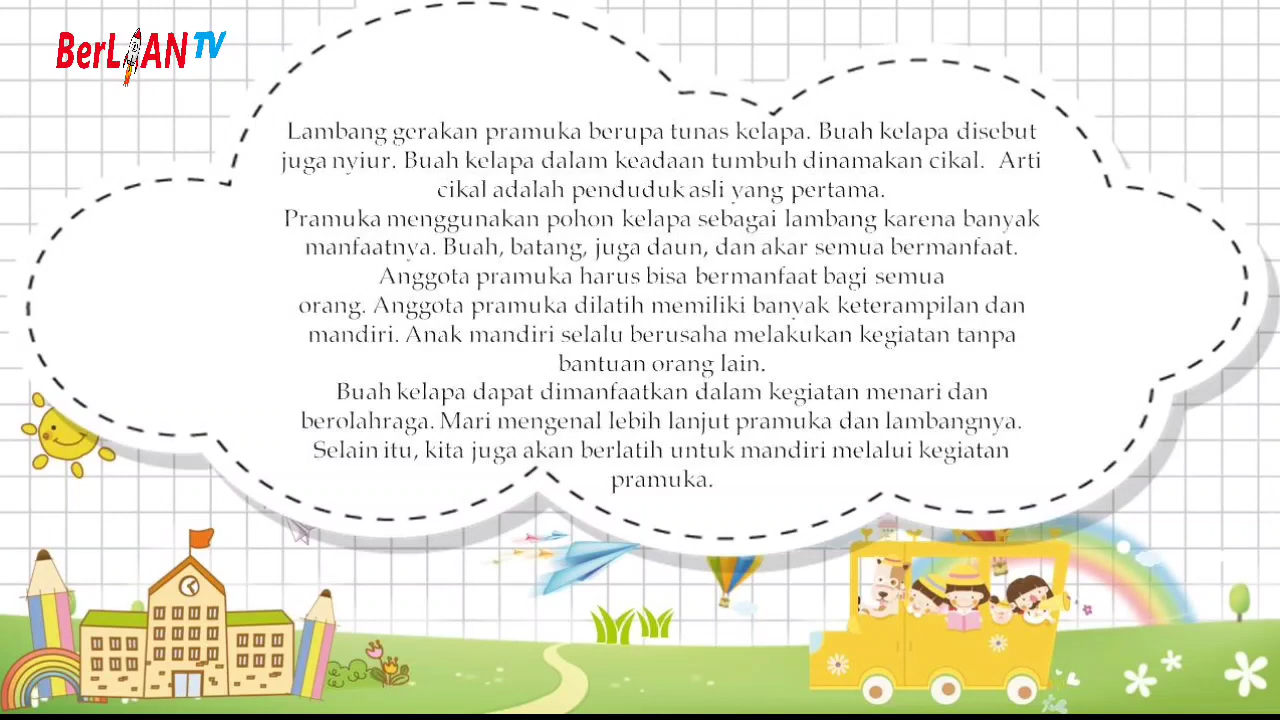 BerLIAN TV
Lambang gerakan pramuka berupa tunas kelapa. Buah kelapa disebut
juga nyiur. Buah kelapa dalam keadaan tumbuh dinamakan cikal. Arti
cikal adalah penduduk asli yang pertama.
Pramuka menggunakan pohon kelapa sebagai lambang karena banyak
manfaatnya. Buah, batang, juga daun, dan akar semua bermanfaat.
Anggota pramuka harus bisa bermanfaat bagi semua
orang. Anggota pramuka dilatih memiliki banyak keterampilan dan
mandiri. Anak mandiri selalu berusaha melakukan kegiatan tanpa
bantuan orang lain.
Buah kelapa dapat dimanfaatkan dalam kegiatan menari dan
berolahraga. Mari mengenal lebih lanjut pramuka dan lambangnya.
Selain itu, kita juga akan berlatih untuk mandiri melalui kegiatan
pramuka.